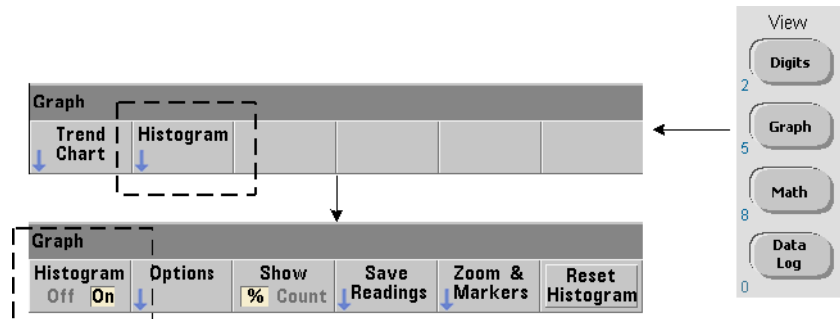 View
Digits
2
Graph
5
Math
8
Data
Log
0
Graph
Trend
Chart
Histogram
Graph
Histogram
Off On
Options
Show
% Count
Save
Readings
Zoom &
Markers
Reset
Histogram